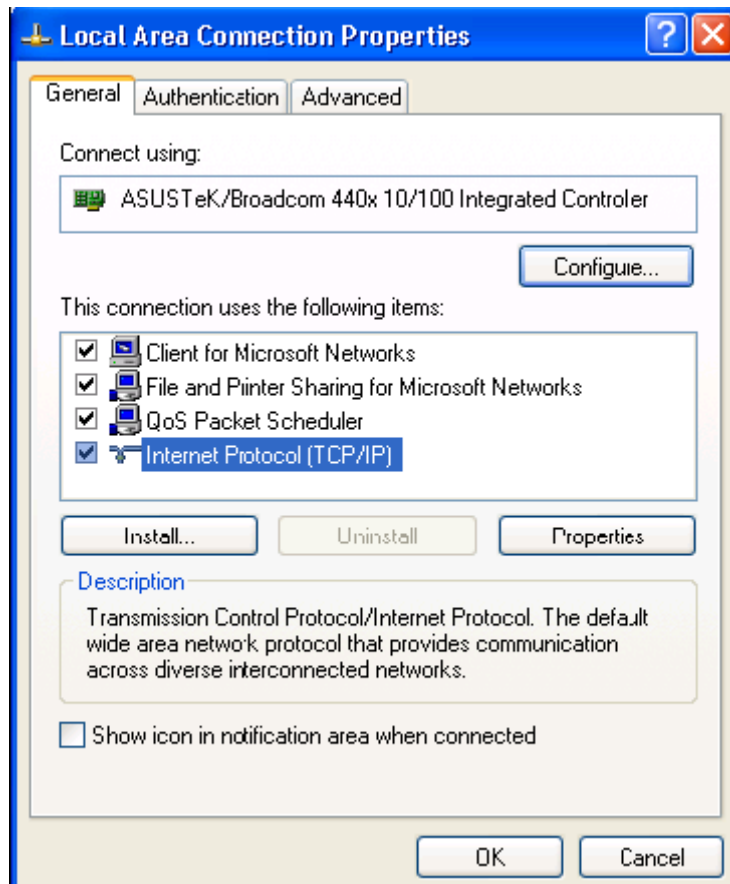 Local Area Connection Properties
General Authentication Advanced
Connect using:
ASUSTeK/Broadcom 440x 10/100 Integrated Controler
Configure...
This connection uses the following items:
Client for Microsoft Networks
File and Printer Sharing for Microsoft Networks
QoS Packet Scheduler
Internet Protocol (TCP/IP)
Install... Uninstall Properties
Description
Transmission Control Protocol/Internet Protocol. The default
wide area network protocol that provides communication
across diverse interconnected networks.
Show icon in notification area when connected
OK Cancel